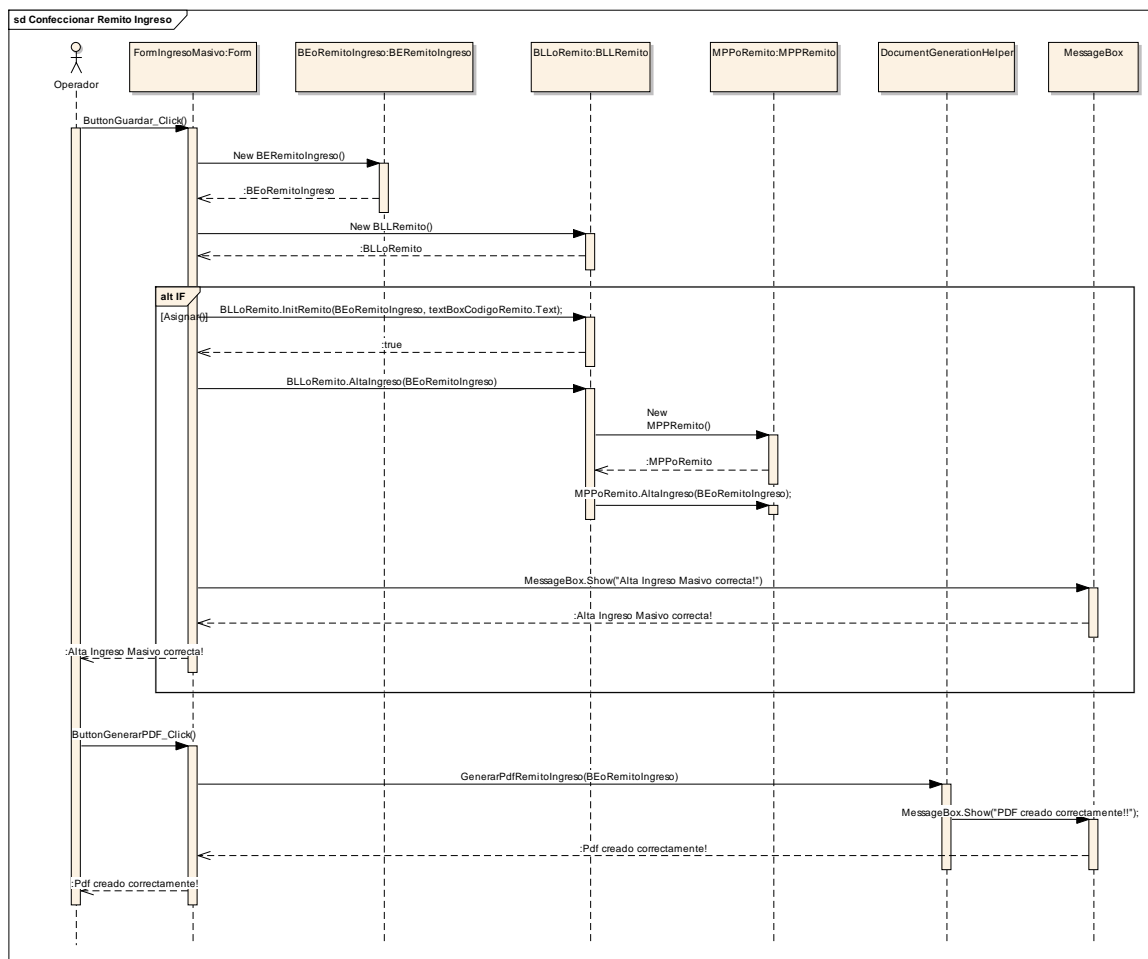 sd Confeccionar Remito Ingreso
Operador
FormIngresoMasivo:Form
BEoRemitoIngreso:BERemitoIngreso
BLLoRemito:BLLRemito
MPPoRemito:MPPRemito
DocumentGenerationHelper
MessageBox
ButtonGuardar_Click()
New BERemitoIngreso()
:BEoRemitoIngreso
New BLLRemito()
:BLLoRemito
alt IF
[Asignar()]
BLLoRemito.InitRemito(BEoRemitoIngreso, textBoxCodigoRemito.Text);
:true
BLLoRemito.AltaIngreso(BEoRemitoIngreso)
New
MPPRemito()
:MPPoRemito
MPPoRemito.AltaIngreso(BEoRemitoIngreso);
MessageBox.Show("Alta Ingreso Masivo correcta!")
:Alta Ingreso Masivo correcta!
:Alta Ingreso Masivo correcta!
ButtonGenerarPDF_Click()
GenerarPdfRemitoIngreso(BEoRemitoIngreso)
MessageBox.Show("PDF creado correctamente!!");
:Pdf creado correctamente!
:Pdf creado correctamente!